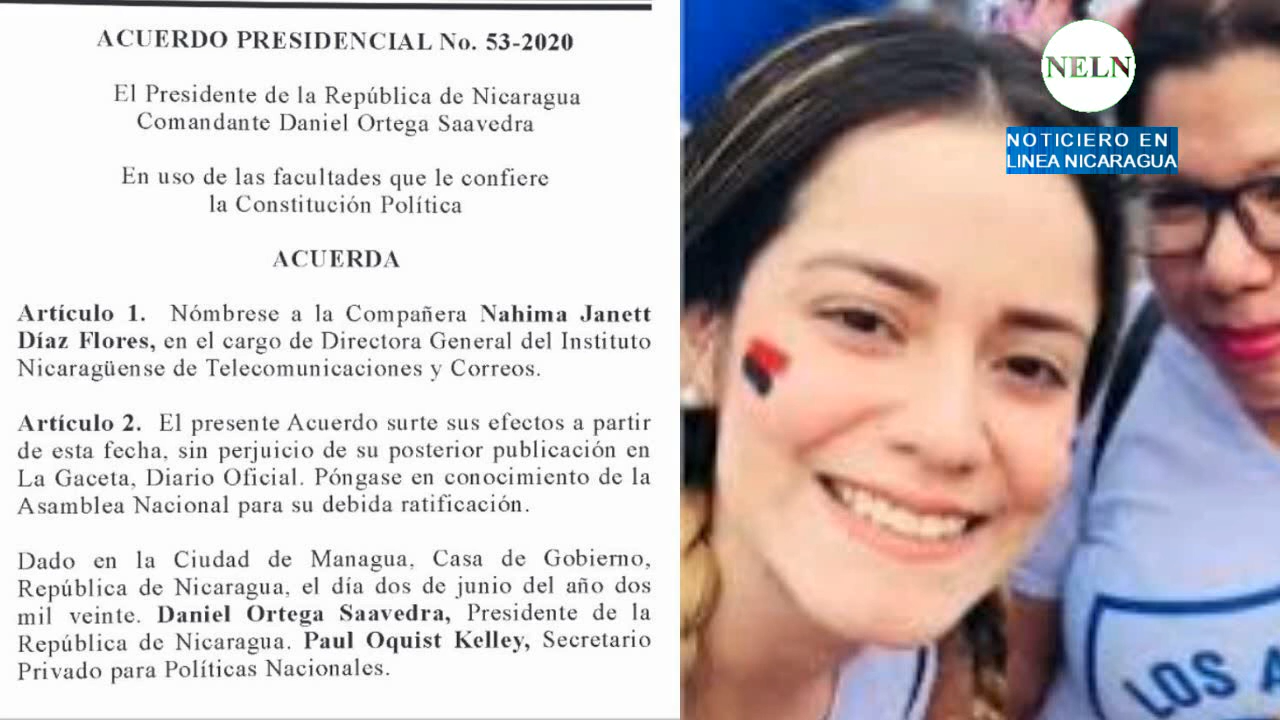 ACUERDO PRESIDENCIAL No. 53-2020
El Presidente de la República de Nicaragua
Comandante Daniel Ortega Saavedra
En uso de las facultades que le confiere
la Constitución Política
ACUERDA
Artículo 1. Nómbrese a la Compañera Nahima Janett
Díaz Flores, en el cargo de Directora General del Instituto
Nicaragüense de Telecomunicaciones y Correos.
Artículo 2. El presente Acuerdo surte sus efectos a partir
de esta fecha, sin perjuicio de su posterior publicación en
La Gaceta, Diario Oficial. Póngase en conocimiento de la
Asamblea Nacional para su debida ratificación.
Dado en la Ciudad de Managua, Casa de Gobierno,
República de Nicaragua, el día dos de junio del año dos
mil veinte. Daniel Ortega Saavedra, Presidente de la
República de Nicaragua. Paul Oquist Kelley, Secretario
Privado para Políticas Nacionales.
NELN
NOTICIERO EN
LINEA NICARAGUA
LOS A